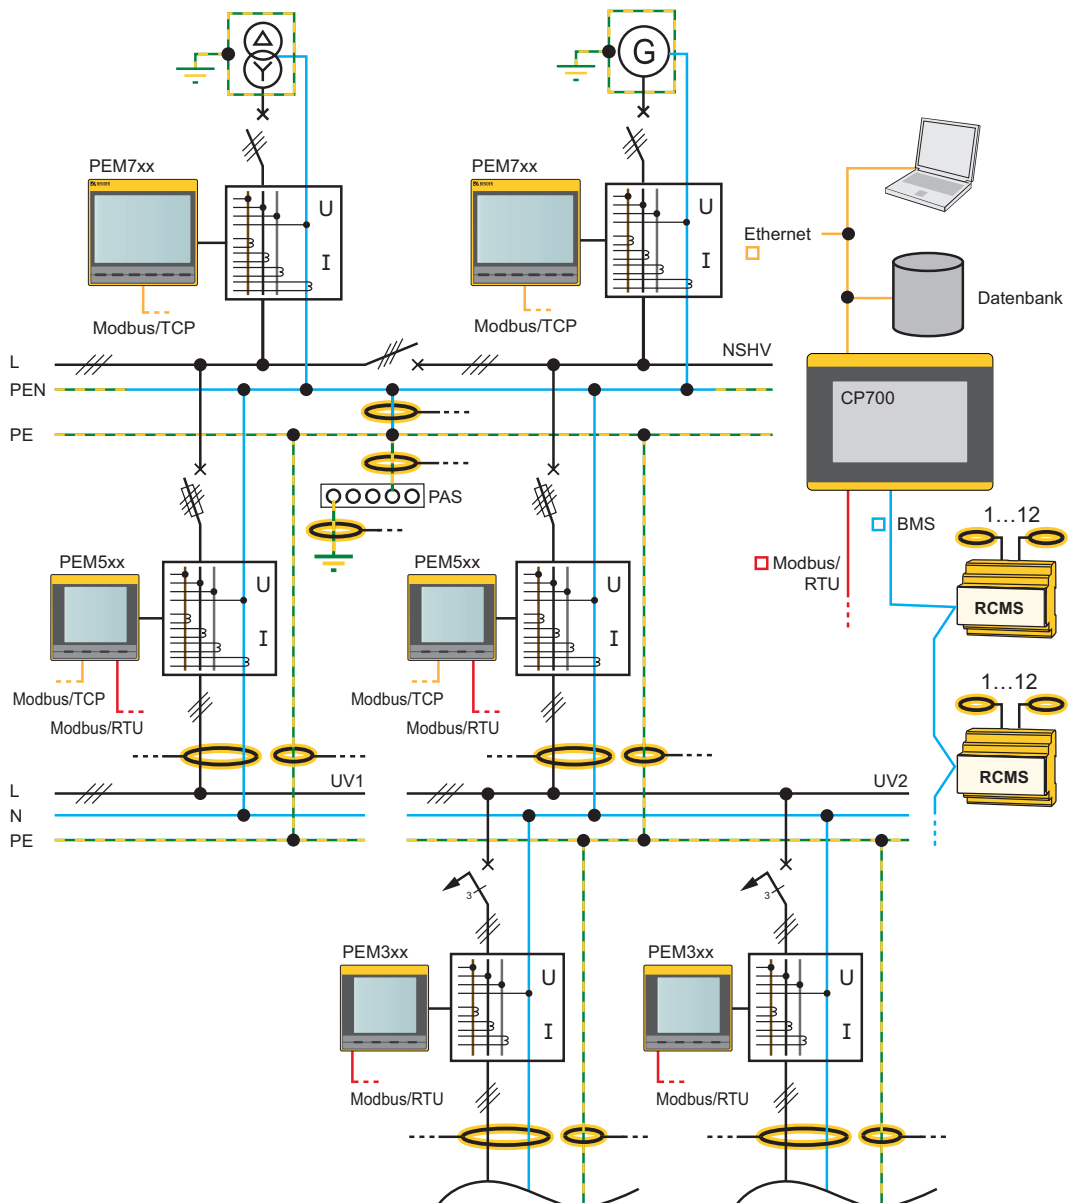 G
PEM7xx
PEM7xx
BENDER
BENDER
U
I
U
I
Modbus/TCP
Modbus/TCP
Ethernet
Datenbank
L
NSHV
PEN
PE
CP700
PAS
BMS
1...12
Modbus/
RTU
RCMS
PEM5xx
PEM5xx
U
I
U
I
Modbus/TCP
Modbus/RTU
Modbus/TCP
Modbus/RTU
1...12
RCMS
L
UV1
UV2
N
PE
3
3
PEM3xx
PEM3xx
U
I
U
I
Modbus/RTU
Modbus/RTU